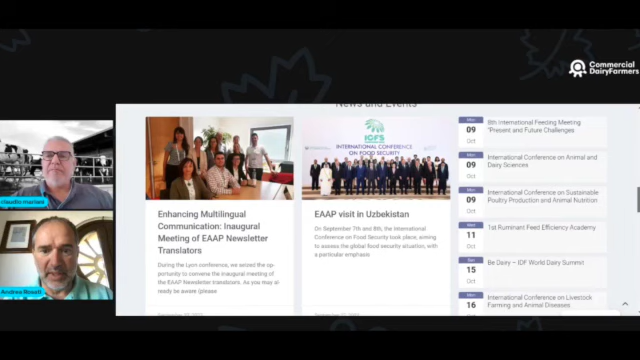 Commercial
DairyFarmers
News and Events
ICFS
INTERNATIONAL CONFERENCE
ON FOOD SECURITY
Enhancing Multilingual
Communication: Inaugural
Meeting of EAAP Newsletter
Translators
During the Lyon conference, we seized the op-
portunity to convene the inaugural meeting of
the EAAP Newsletter translators. As you may al-
ready be aware (please
EAAP visit in Uzbekistan
On September 7th and 8th, the International
Conference on Food Security took place, aiming
to assess the global food security situation, with
a particular emphasis
Mon
09
Oct
8th International Feeding Meeting
"Present and Future Challenges
Mon
09
Oct
International Conference on Animal and
Dairy Sciences
Mon
09
Oct
International Conference on Sustainable
Poultry Production and Animal Nutrition
11
Oct
1st Ruminant Feed Efficiency Academy
Sun
15
Oct
Be Dairy – IDF World Dairy Summit
Mon
16
International Conference on Livestock
Farming and Animal Diseases
claudio
Andrea Rosati